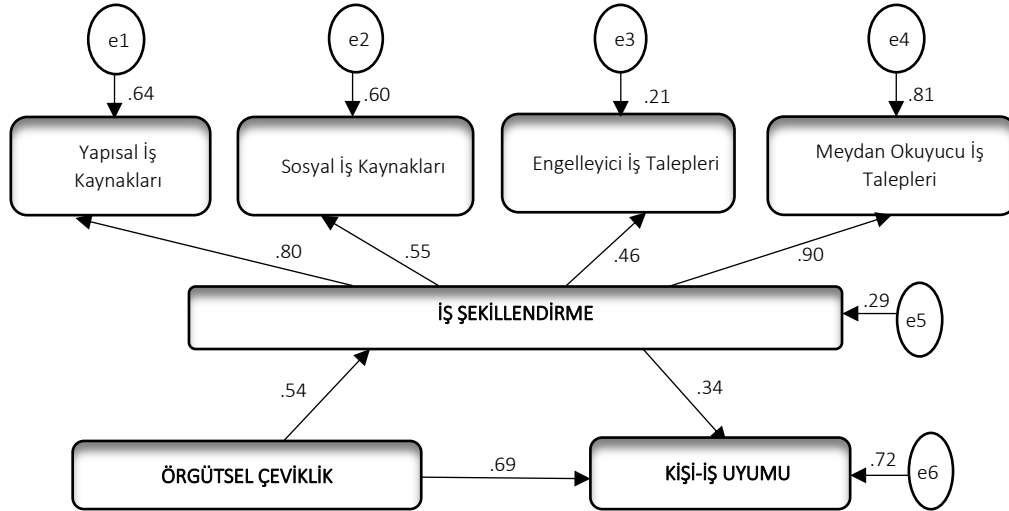 e1
e2
e3
e4
.64
.60
.21
.81
Yapısal İş
Kaynakları
Sosyal İş Kaynakları
Engelleyici İş Talepleri
Meydan Okuyucu İş
Talepleri
.80
.55
.46
.90
İŞ ŞEKİLLENDİRME
.29
e5
.54
.34
ÖRGÜTSEL ÇEVİKLİK
.69
KİŞİ-İŞ UYUMU
.72
e6